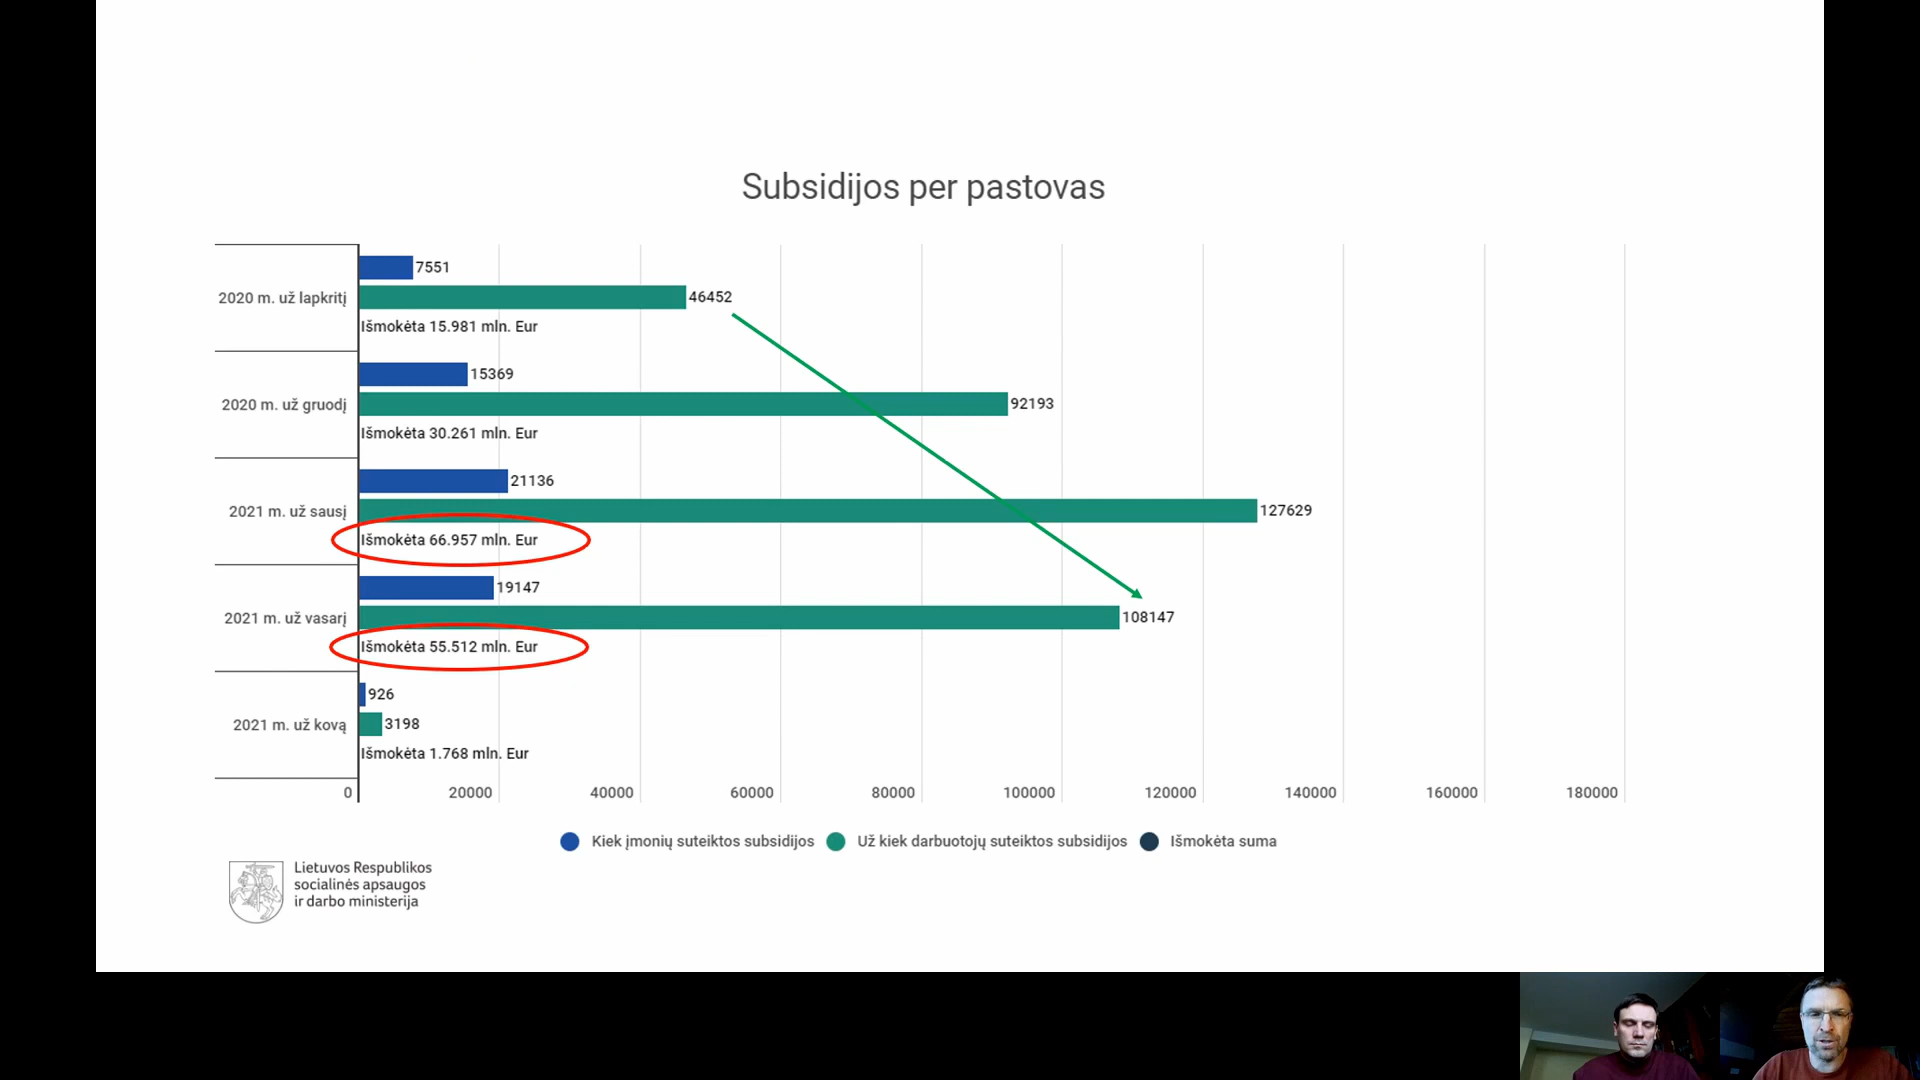 Subsidijos per pastovas
7551
2020 m. už lapkritį
46452
Išmokėta 15.981 mln. Eur
15369
2020 m. už gruodį
92193
Išmokėta 30.261 mln. Eur
21136
2021 m. už sausį
127629
Išmokėta 66.957 mln. Eur
19147
2021 m. už vasarį
108147
Išmokėta 55.512 mln. Eur
926
2021 m. už kovą
3198
Išmokėta 1.768 mln. Eur
0 20000 40000 60000 80000 100000 120000 140000 160000 180000
Kiek įmonių suteiktos subsidijos Už kiek darbuotojų suteiktos subsidijos Išmokėta suma
Lietuvos Respublikos
socialinės apsaugos
ir darbo ministerija